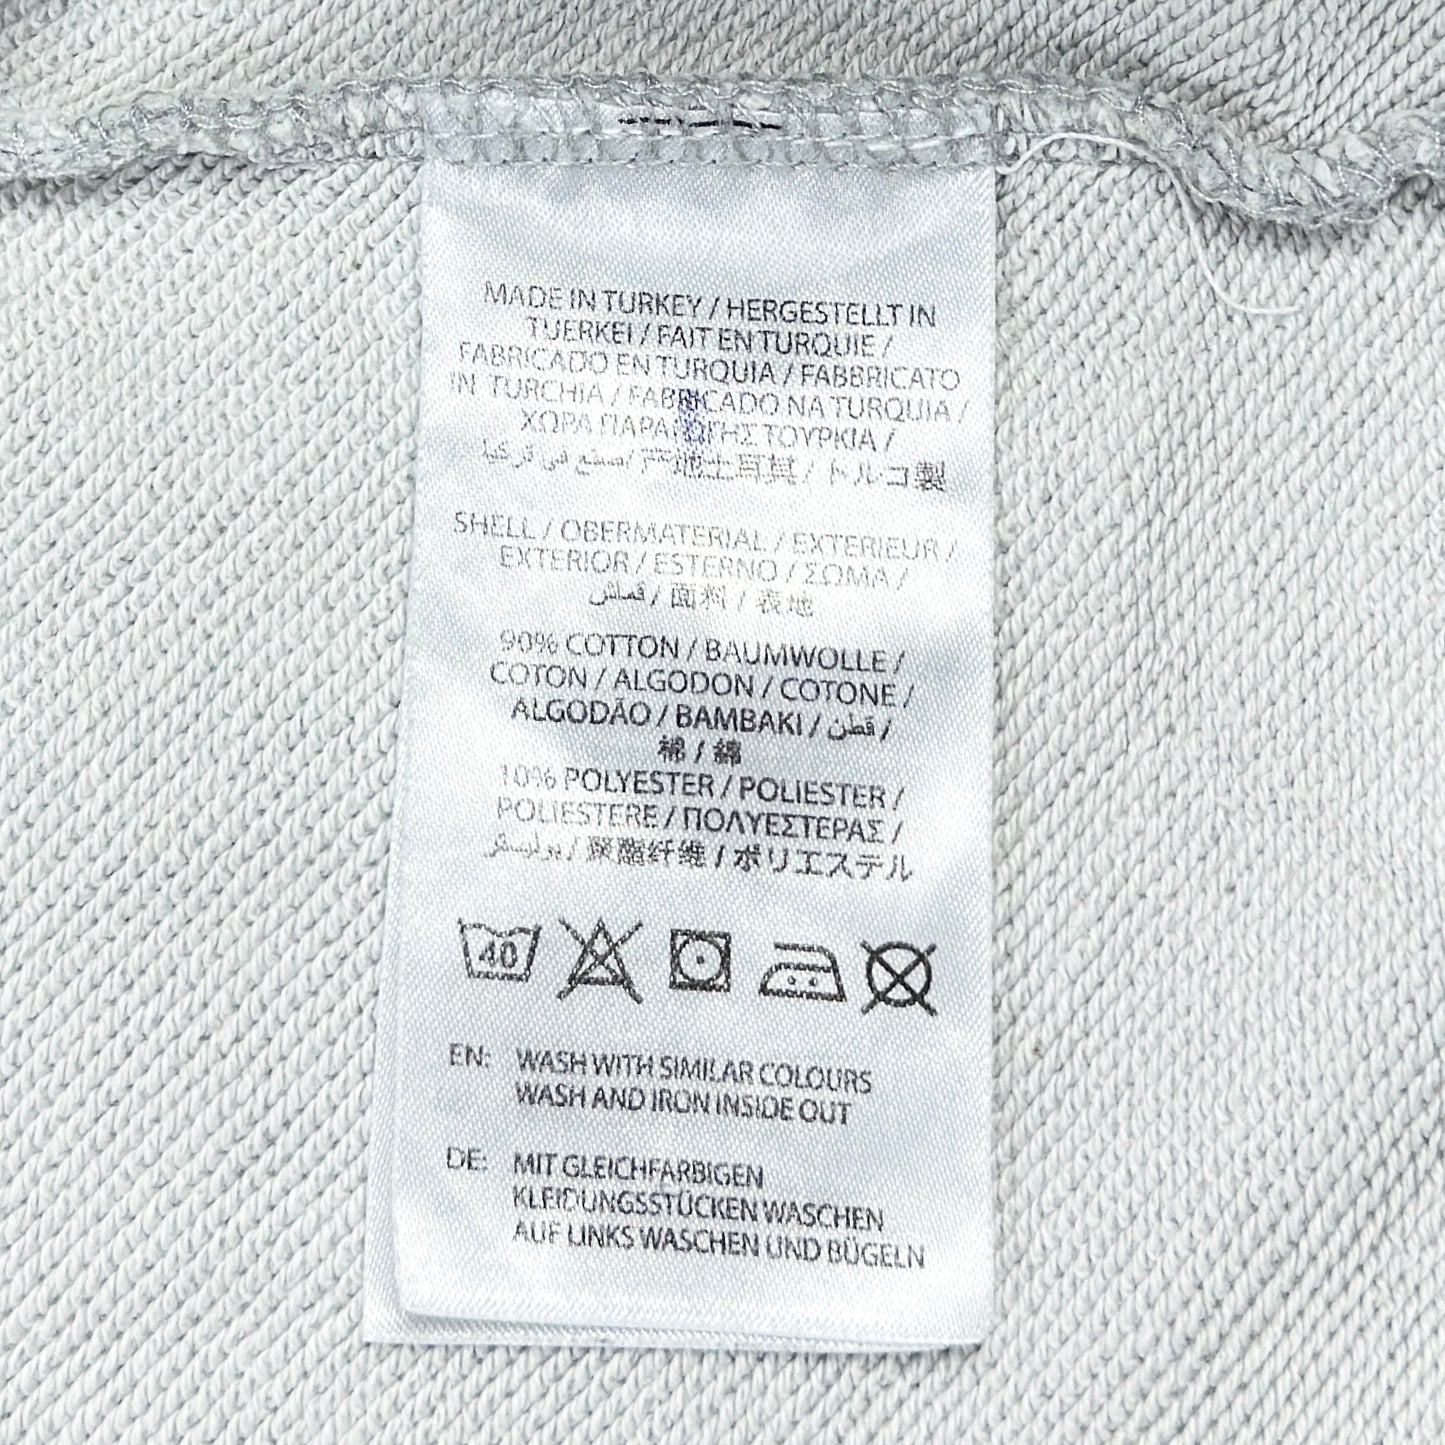 MADE IN TURKEY / HERGESTELLT IN
TUERKEI / FAIT EN TURQUIE /
FABRICADO EN TURQUIA / FABBRICATO
IN TURCHIA / FABRICADO NA TURQUIA /
ΧΩΡΑ ΠΑΡΑΓΩΓΗΣ ΤΟΥΡΚΙΑ /
صنع في تركيا / 产地土耳其 / トルコ製
SHELL / OBERMATERIAL / EXTERIEUR /
EXTERIOR / ESTERNO / ΣΩΜΑ /
قماش / 面料 / 表地
90% COTTON / BAUMWOLLE /
COTON / ALGODON / COTONE /
ALGODÃO / BAMBAKI / قطن /
棉 / 綿
10% POLYESTER / POLIESTER /
POLIESTERE / ΠΟΛΥΕΣΤΕΡΑΣ /
بوليستر / 聚酯纤维 / ポリエステル
40
EN: WASH WITH SIMILAR COLOURS
WASH AND IRON INSIDE OUT
DE: MIT GLEICHFARBIGEN
KLEIDUNGSSTÜCKEN WASCHEN
AUF LINKS WASCHEN UND BÜGELN